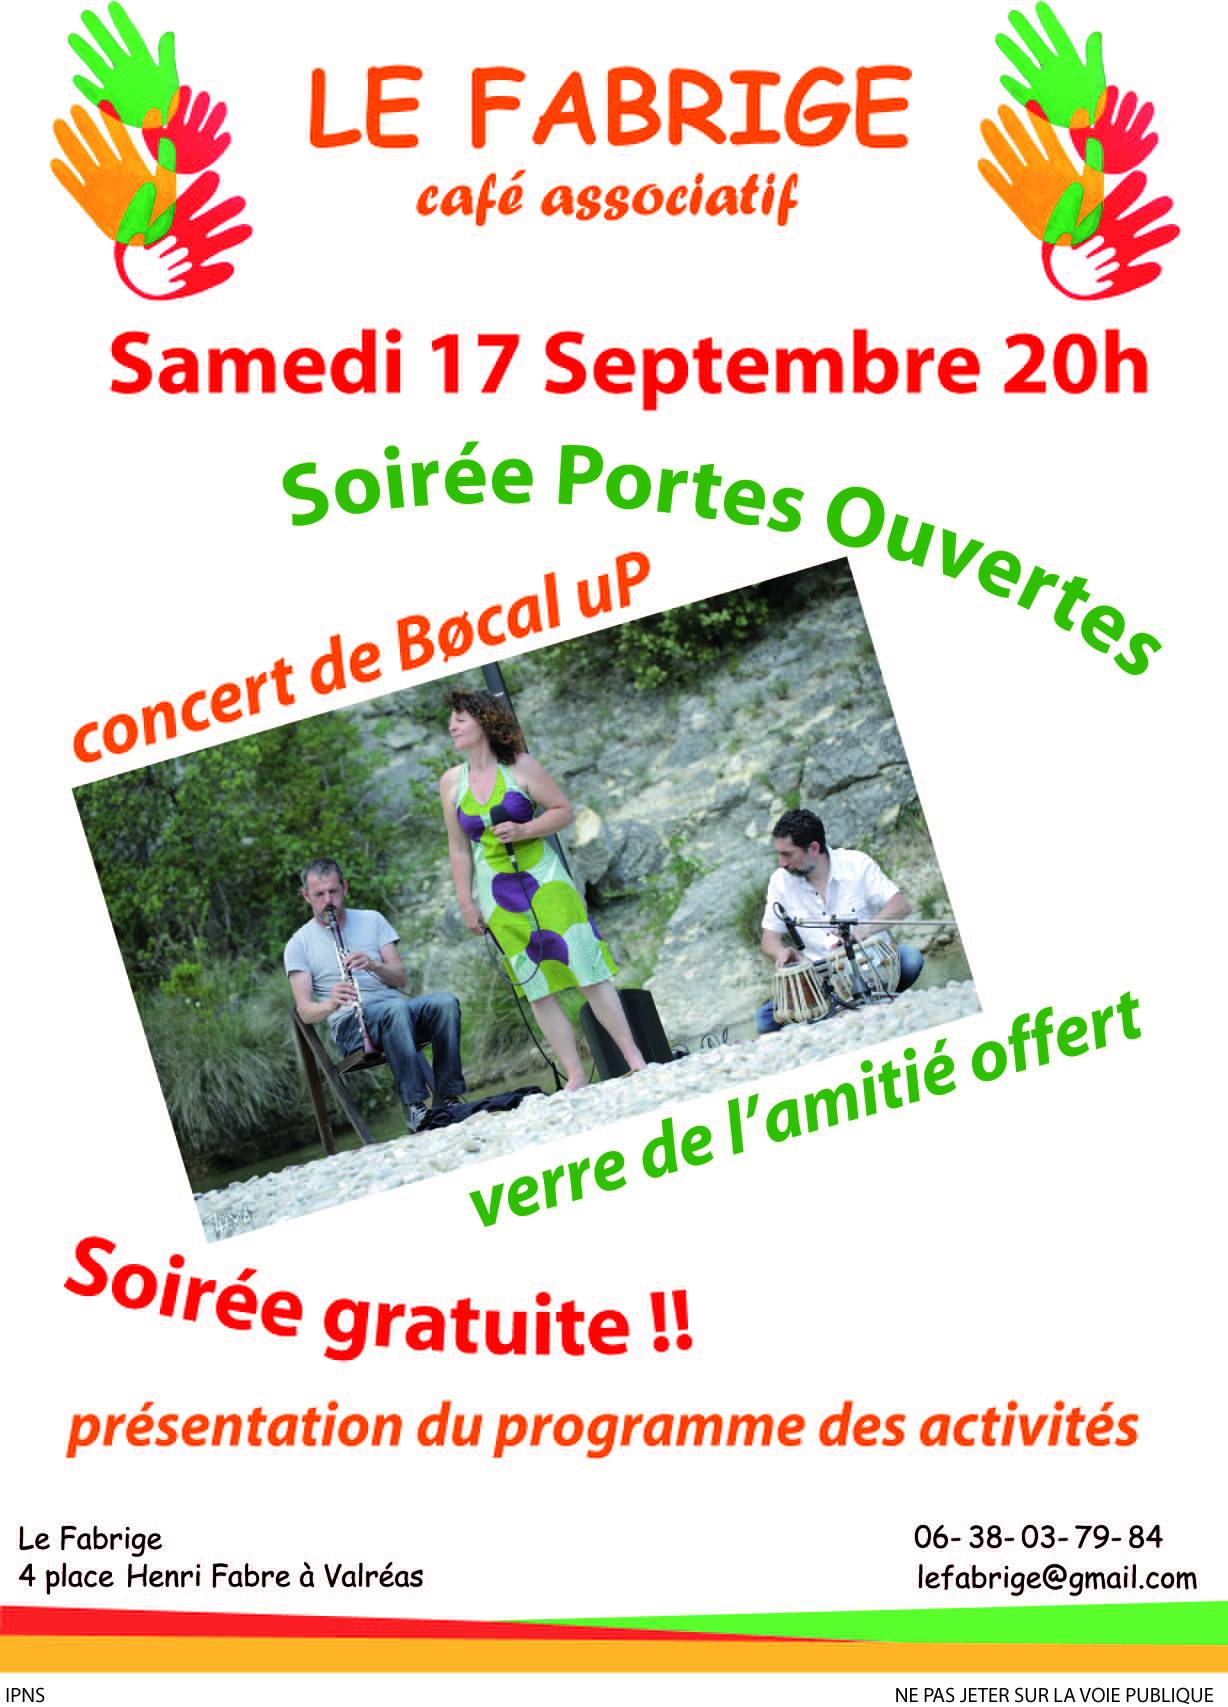 LE FABRIGE
café associatif
Samedi 17 Septembre 20h
Soirée Portes Ouvertes
concert de Bøcal uP
verre de l'amitié offert
Soirée gratuite !!
présentation du programme des activités
Le Fabrige
4 place Henri Fabre à Valréas
06-38-03-79-84
lefabrige@gmail.com
IPNS
NE PAS JETER SUR LA VOIE PUBLIQUE